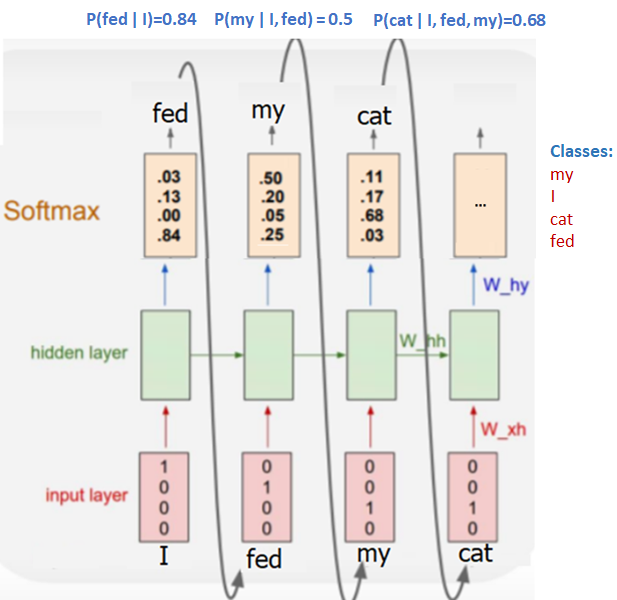 P(fed | I)=0.84 P(my | I, fed) = 0.5 P(cat | I, fed, my)=0.68
fed my cat
Classes:
my
I
cat
fed
Softmax
.03 .50 .11
.13 .20 .17
.00 .05 .68
.84 .25 .03
...
W_hy
hidden layer
W_hh
W_xh
input layer
1 0 0 0
0 1 0 0
0 0 1 1
0 0 0 0
I fed my cat